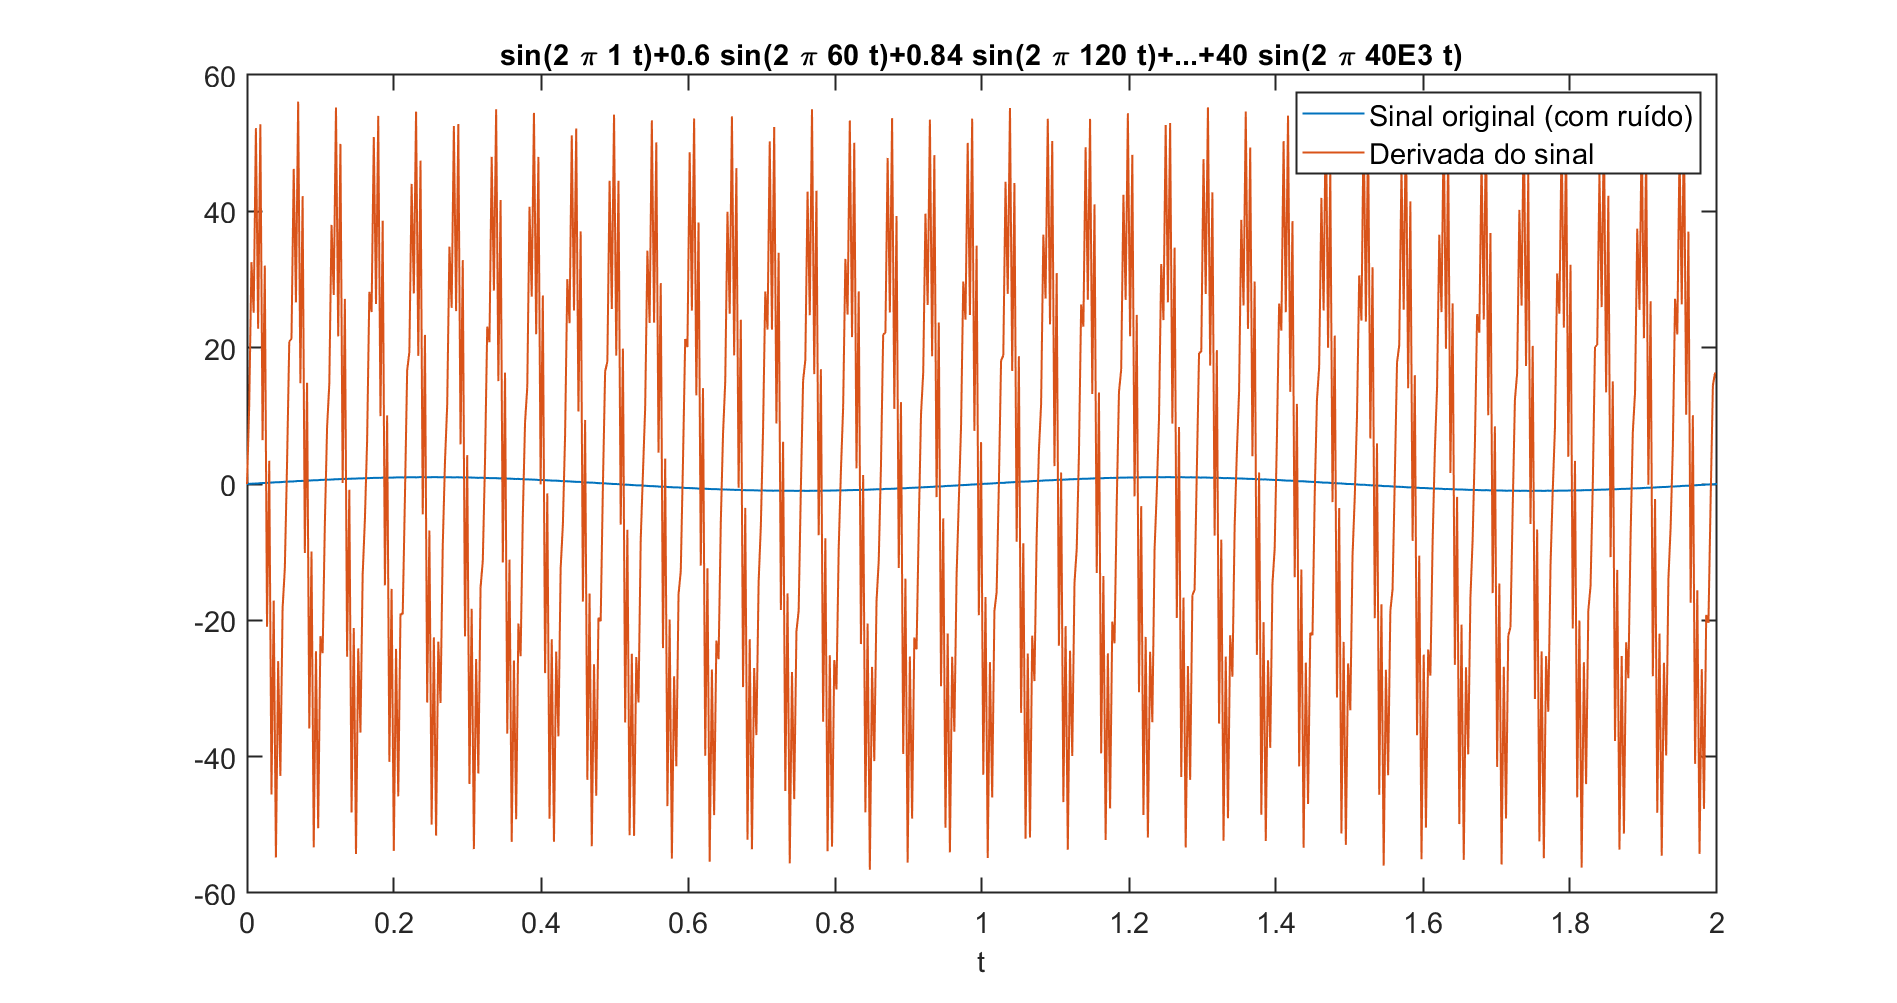 sin(2 π 1 t)+0.6 sin(2 π 60 t)+0.84 sin(2 π 120 t)+...+40 sin(2 π 40E3 t)
60
40
20
0
-20
-40
-60
Sinal original (com ruído)
Derivada do sinal
0 0.2 0.4 0.6 0.8 1 1.2 1.4 1.6 1.8 2
t